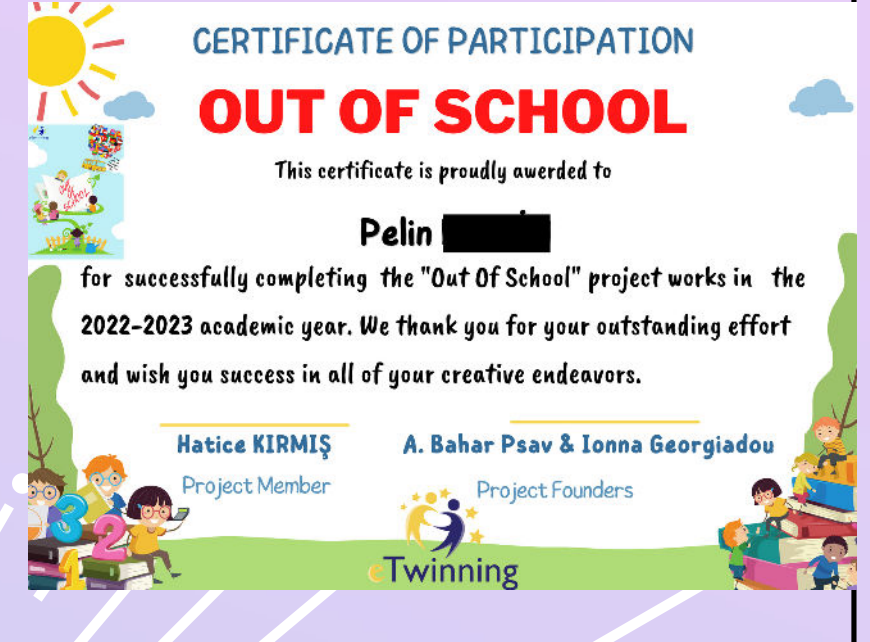 CERTIFICATE OF PARTICIPATION
OUT OF SCHOOL
This certificate is proudly awerded to
Pelin
for successfully completing the "Out Of School" project works in the
2022-2023 academic year. We thank you for your outstanding effort
and wish you success in all of your creative endeavors.
Hatice KIRMIŞ
A. Bahar Psav & Ionna Georgiadou
Project Member
Project Founders
eTwinning